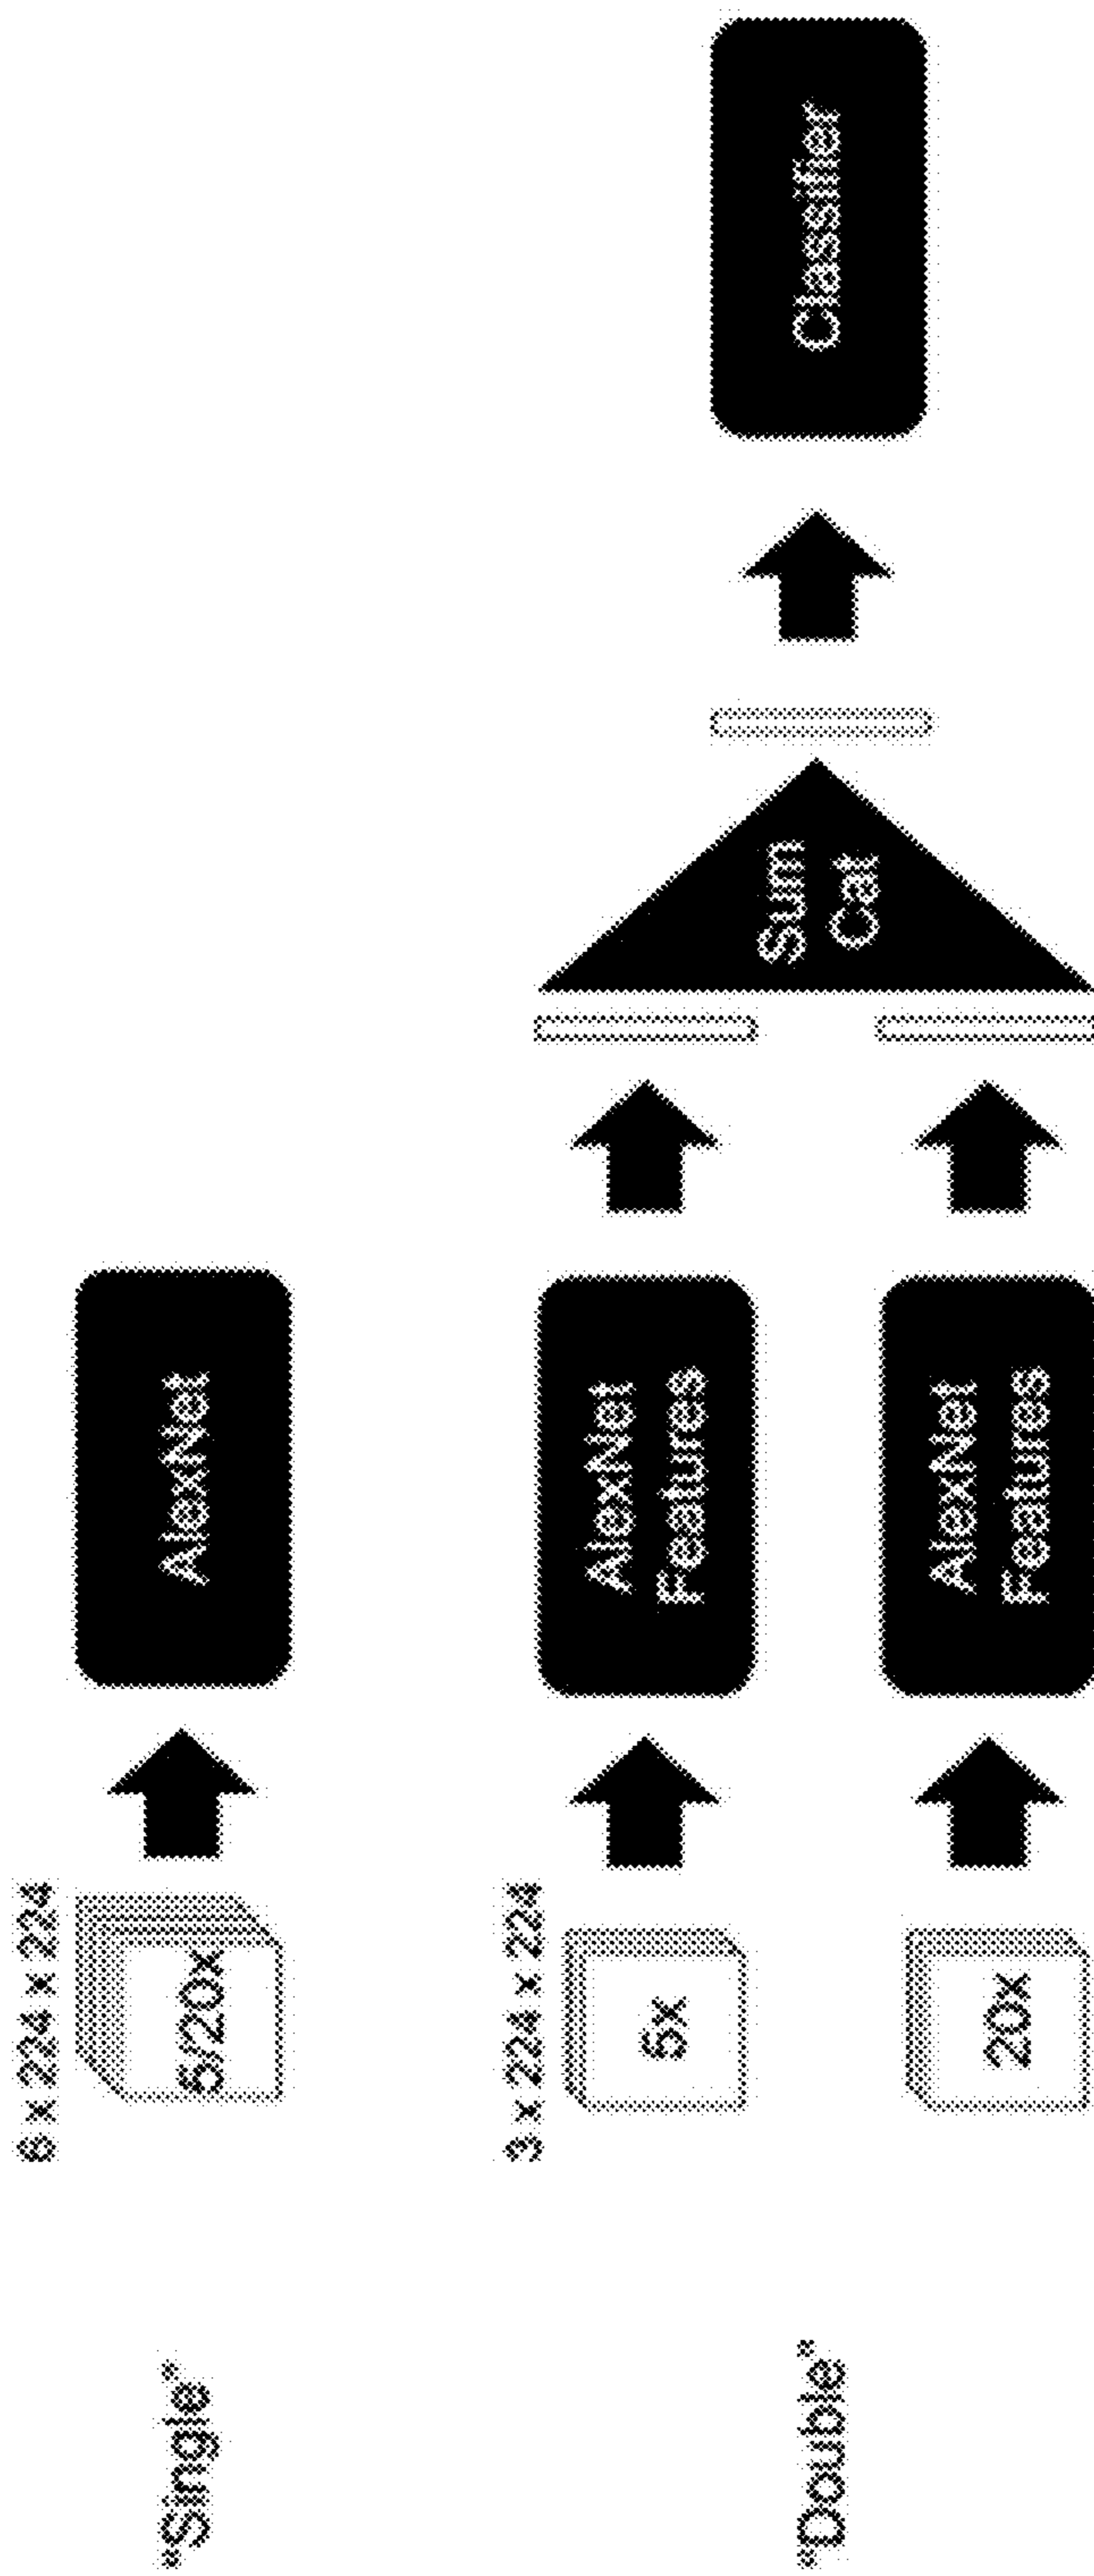 "Single"
6 x 224 x 224
5/20x
AlexNet
"Double"
3 x 224 x 224
5x
AlexNet
Features
20x
AlexNet
Features
Sum
Cat
Classifier